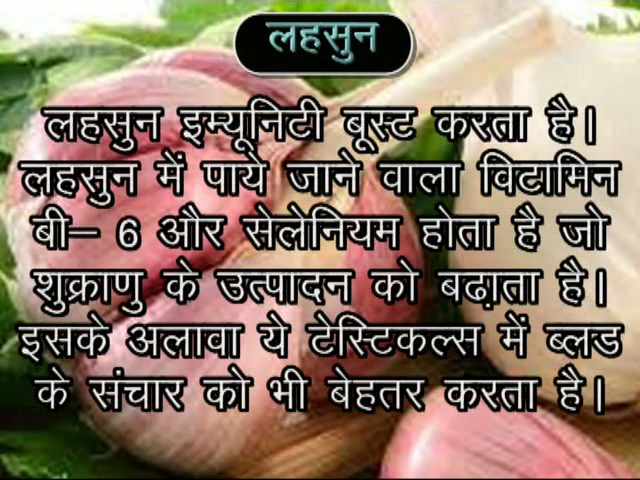 लहसुन
लहसुन इम्यूनिटी बूस्ट करता है।
लहसुन में पाये जाने वाला विटामिन
बी– 6 और सेलेनियम होता है जो
शुक्राणु के उत्पादन को बढा़ता है।
इसके अलावा ये टेस्टिकल्स में ब्लड
के संचार को भी बेहतर करता है।